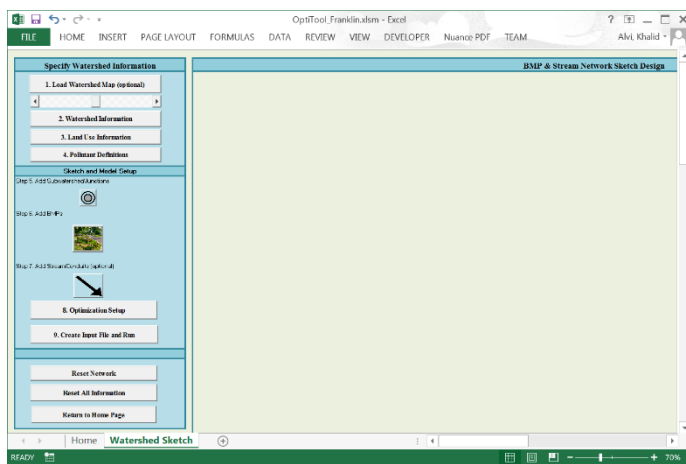 OptiTool_Franklin.xlsm - Excel
FILE HOME INSERT PAGE LAYOUT FORMULAS DATA REVIEW VIEW DEVELOPER Nuance PDF TEAM Alvi, Khalid
Specify Watershed Information
BMP & Stream Network Sketch Design
1. Load Watershed Map (optional)
2. Watershed Information
3. Land Use Information
4. Pollutant Definitions
Sketch and Model Setup
Step 5. Add Subwatershed/Junctions
Step 6. Add BMPs
Step 7. Add Stream/Conduits (optional)
8. Optimization Setup
9. Create Input File and Run
Reset Network
Reset All Information
Return to Home Page
Home Watershed Sketch
READY 70%